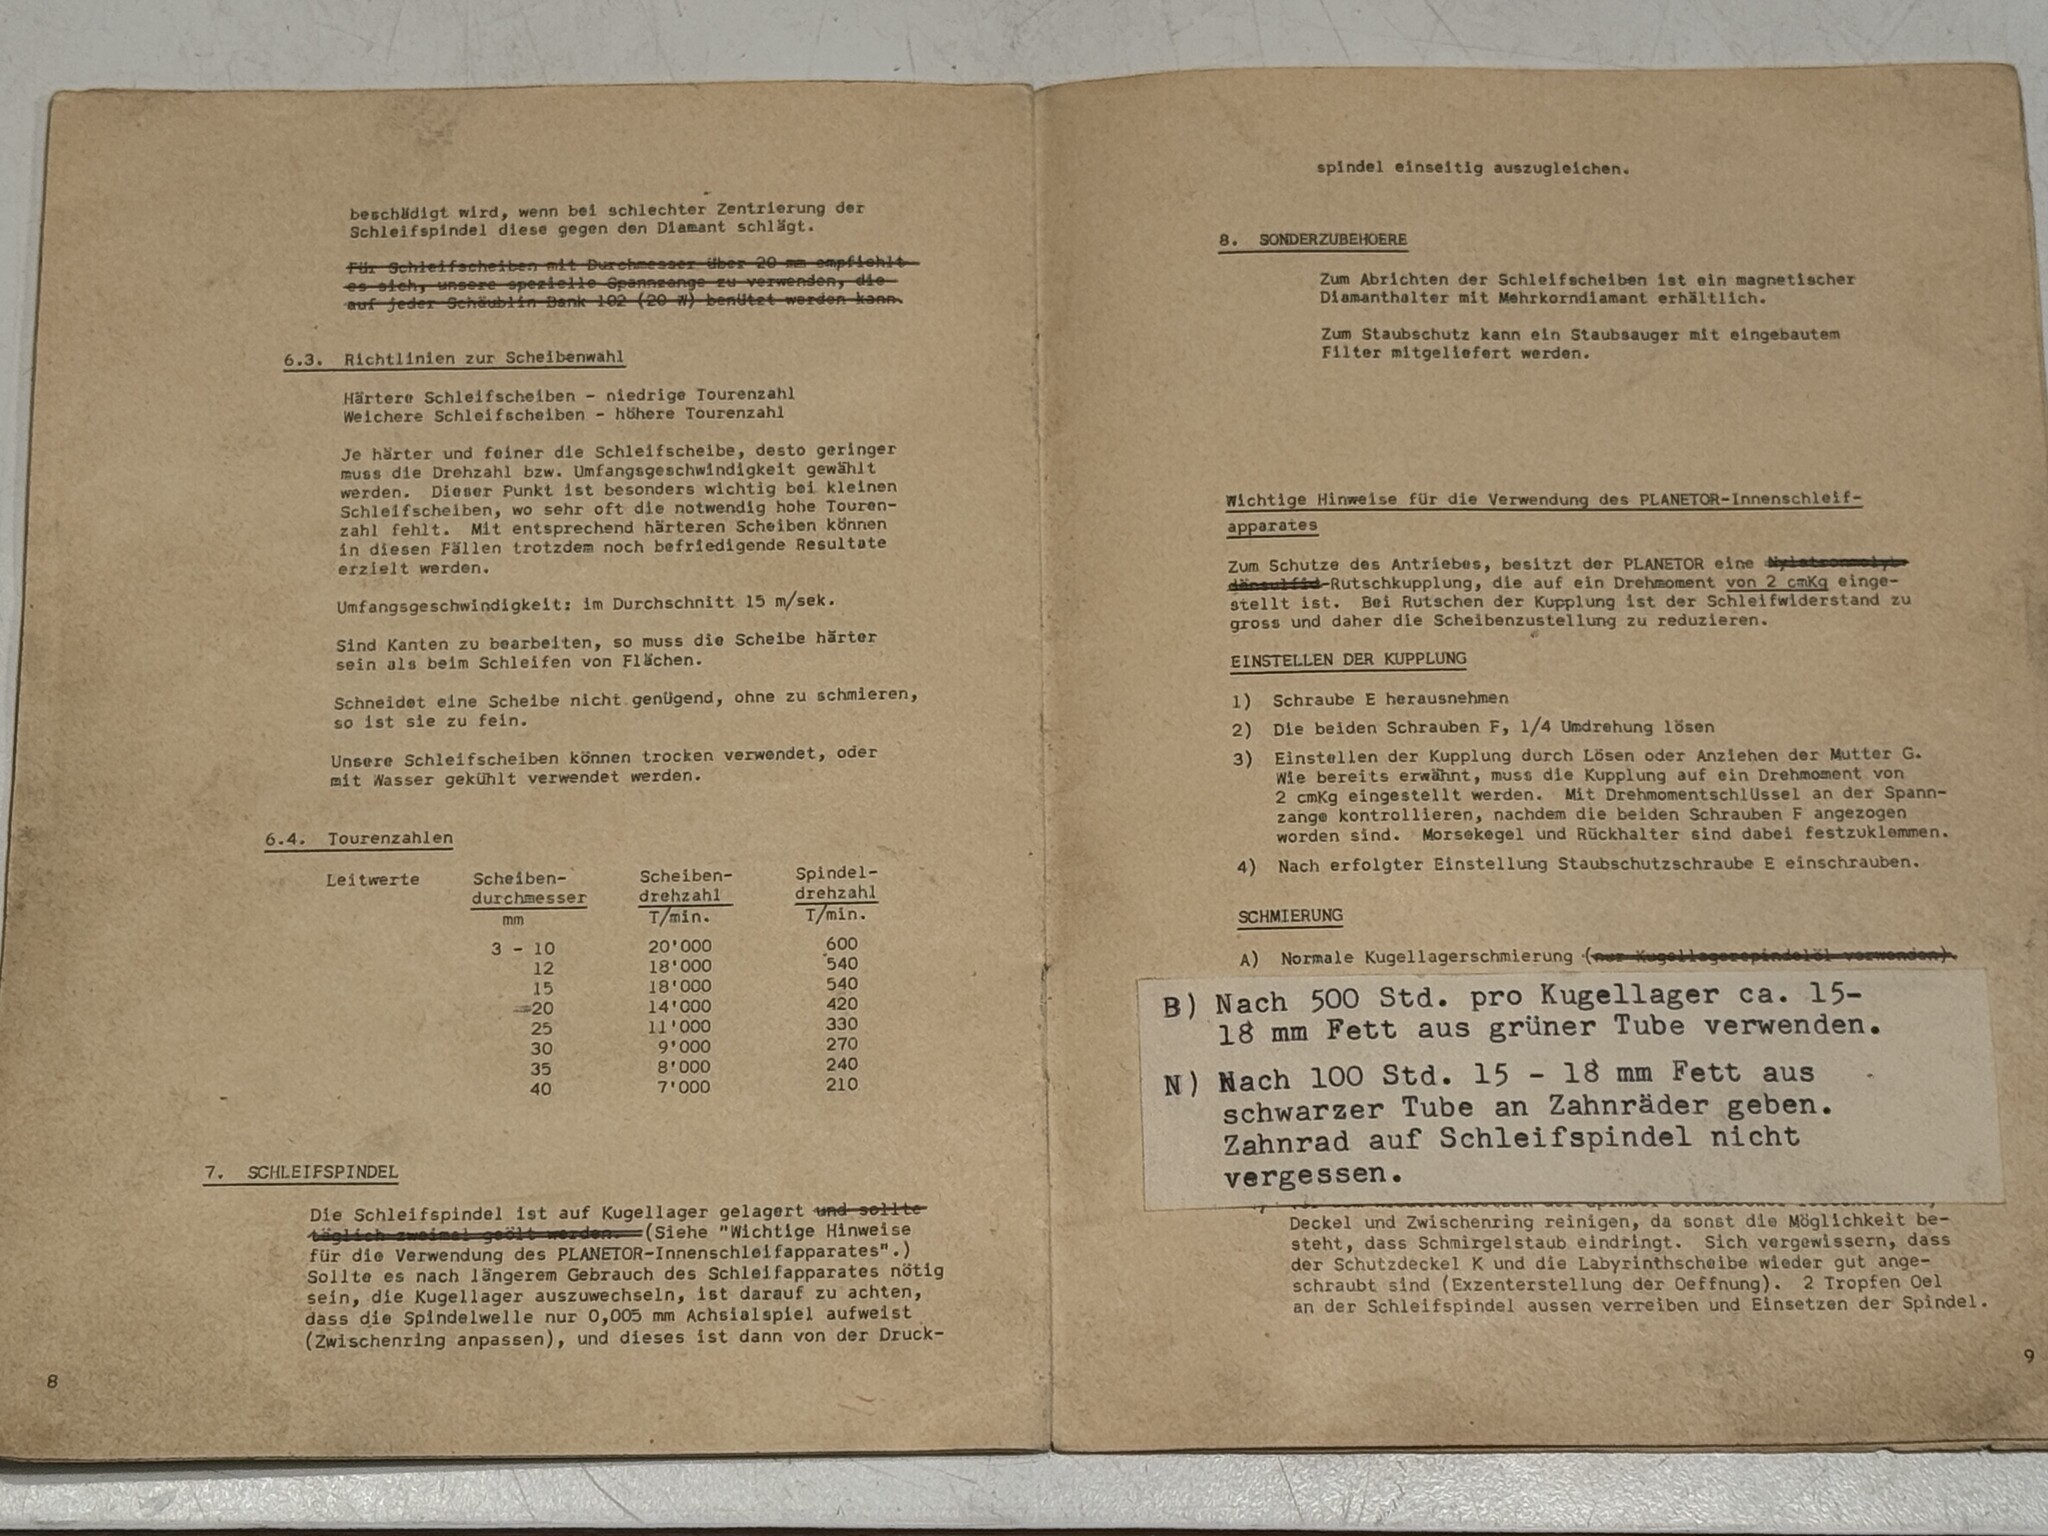 beschädigt wird, wenn bei schlechter Zentrierung der
Schleifspindel diese gegen den Diamant schlägt.
Für Schleifscheiben mit Durchmesser über 20 mm empfiehlt
es sich, unsere spezielle Spannzange zu verwenden, die
auf jeder Schäublin Bank 102 (20 W) benützt werden kann.
6.3. Richtlinien zur Scheibenwahl
Härtere Schleifscheiben - niedrige Tourenzahl
Weichere Schleifscheiben - höhere Tourenzahl
Je härter und feiner die Schleifscheibe, desto geringer
muss die Drehzahl bzw. Umfangsgeschwindigkeit gewählt
werden. Dieser Punkt ist besonders wichtig bei kleinen
Schleifscheiben, wo sehr oft die notwendig hohe Touren-
zahl fehlt. Mit entsprechend härteren Scheiben können
in diesen Fällen trotzdem noch befriedigende Resultate
erzielt werden.
Umfangsgeschwindigkeit: im Durchschnitt 15 m/sek.
Sind Kanten zu bearbeiten, so muss die Scheibe härter
sein als beim Schleifen von Flächen.
Schneidet eine Scheibe nicht genügend, ohne zu schmieren,
so ist sie zu fein.
Unsere Schleifscheiben können trocken verwendet, oder
mit Wasser gekühlt verwendet werden.
6.4. Tourenzahlen
Leitwerte Scheiben- Scheiben- Spindel-
durchmesser drehzahl drehzahl
mm T/min. T/min.
3 - 10 20'000 600
12 18'000 540
15 18'000 540
20 14'000 420
25 11'000 330
30 9'000 270
35 8'000 240
40 7'000 210
7. SCHLEIFSPINDEL
Die Schleifspindel ist auf Kugellager gelagert und sollte
täglich zweimal geölt werden. (Siehe "Wichtige Hinweise
für die Verwendung des PLANETOR-Innenschleifapparates".)
Sollte es nach längerem Gebrauch des Schleifapparates nötig
sein, die Kugellager auszuwechseln, ist darauf zu achten,
dass die Spindelwelle nur 0,005 mm Achsialspiel aufweist
(Zwischenring anpassen), und dieses ist dann von der Druck-
8
spindel einseitig auszugleichen.
8. SONDERZUBEHOERE
Zum Abrichten der Schleifscheiben ist ein magnetischer
Diamanthalter mit Mehrkorndiamant erhältlich.
Zum Staubschutz kann ein Staubsauger mit eingebautem
Filter mitgeliefert werden.
Wichtige Hinweise für die Verwendung des PLANETOR-Innenschleif-
apparates
Zum Schutze des Antriebes, besitzt der PLANETOR eine Nylatronmolyb-
dänsulfid-Rutschkupplung, die auf ein Drehmoment von 2 cmKg einge-
stellt ist. Bei Rutschen der Kupplung ist der Schleifwiderstand zu
gross und daher die Scheibenzustellung zu reduzieren.
EINSTELLEN DER KUPPLUNG
1) Schraube E herausnehmen
2) Die beiden Schrauben F, 1/4 Umdrehung lösen
3) Einstellen der Kupplung durch Lösen oder Anziehen der Mutter G.
Wie bereits erwähnt, muss die Kupplung auf ein Drehmoment von
2 cmKg eingestellt werden. Mit Drehmomentschlüssel an der Spann-
zange kontrollieren, nachdem die beiden Schrauben F angezogen
worden sind. Morsekegel und Rückhalter sind dabei festzuklemmen.
4) Nach erfolgter Einstellung Staubschutzschraube E einschrauben.
SCHMIERUNG
A) Normale Kugellagerschmierung (nur Kugellagerspindelöl verwenden).
B) Nach 500 Std. pro Kugellager ca. 15-
18 mm Fett aus grüner Tube verwenden.
N) Nach 100 Std. 15 - 18 mm Fett aus
schwarzer Tube an Zahnräder geben.
Zahnrad auf Schleifspindel nicht
vergessen.
Deckel und Zwischenring reinigen, da sonst die Möglichkeit be-
steht, dass Schmirgelstaub eindringt. Sich vergewissern, dass
der Schutzdeckel K und die Labyrinthscheibe wieder gut ange-
schraubt sind (Exzenterstellung der Oeffnung). 2 Tropfen Oel
an der Schleifspindel aussen verreiben und Einsetzen der Spindel.
9